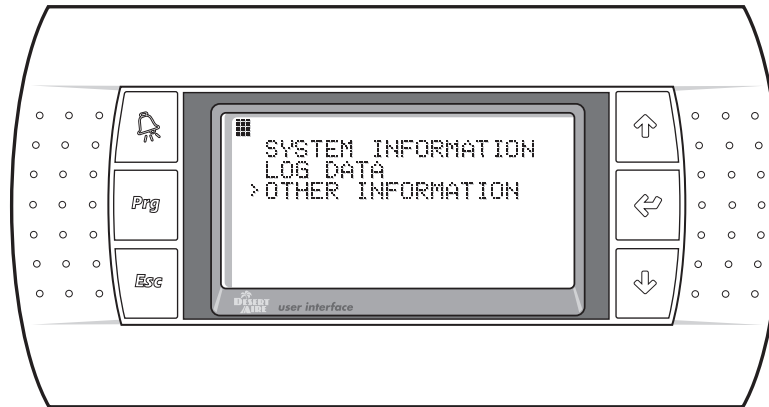 SYSTEM INFORMATION
LOG DATA
> OTHER INFORMATION
Prg
Esc
DESERT
AIRE
user interface